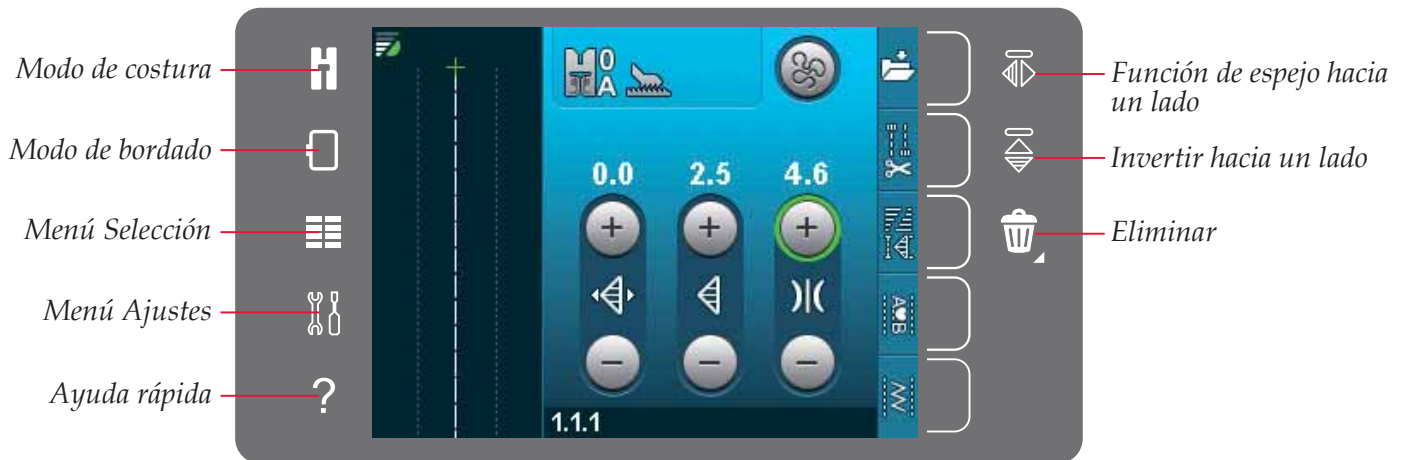 Modo de costura
Modo de bordado
Menú Selección
Menú Ajustes
Ayuda rápida
0
A
0.0 2.5 4.6
+ + +
- - -
1.1.1
A♥B
?
Función de espejo hacia
un lado
Invertir hacia un lado
Eliminar